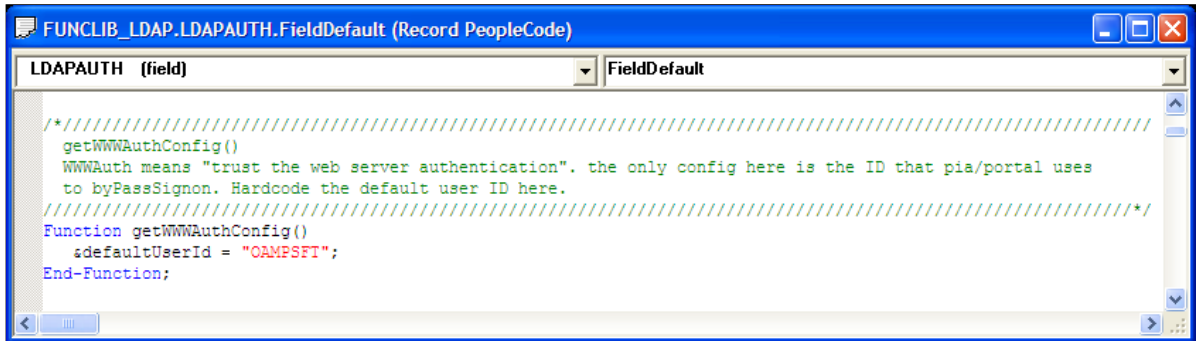 FUNCLIB_LDAP.LDAPAUTH.FieldDefault (Record PeopleCode)
LDAPAUTH (field) FieldDefault
/*//////////////////////////////////////////////////////////////////////////////////////////////////////////////
getWWWAuthConfig()
WWWAuth means "trust the web server authentication". the only config here is the ID that pia/portal uses
to byPassSignon. Hardcode the default user ID here.
//////////////////////////////////////////////////////////////////////////////////////////////////////////////*/
Function getWWWAuthConfig()
&defaultUserId = "OAMPSFT";
End-Function;